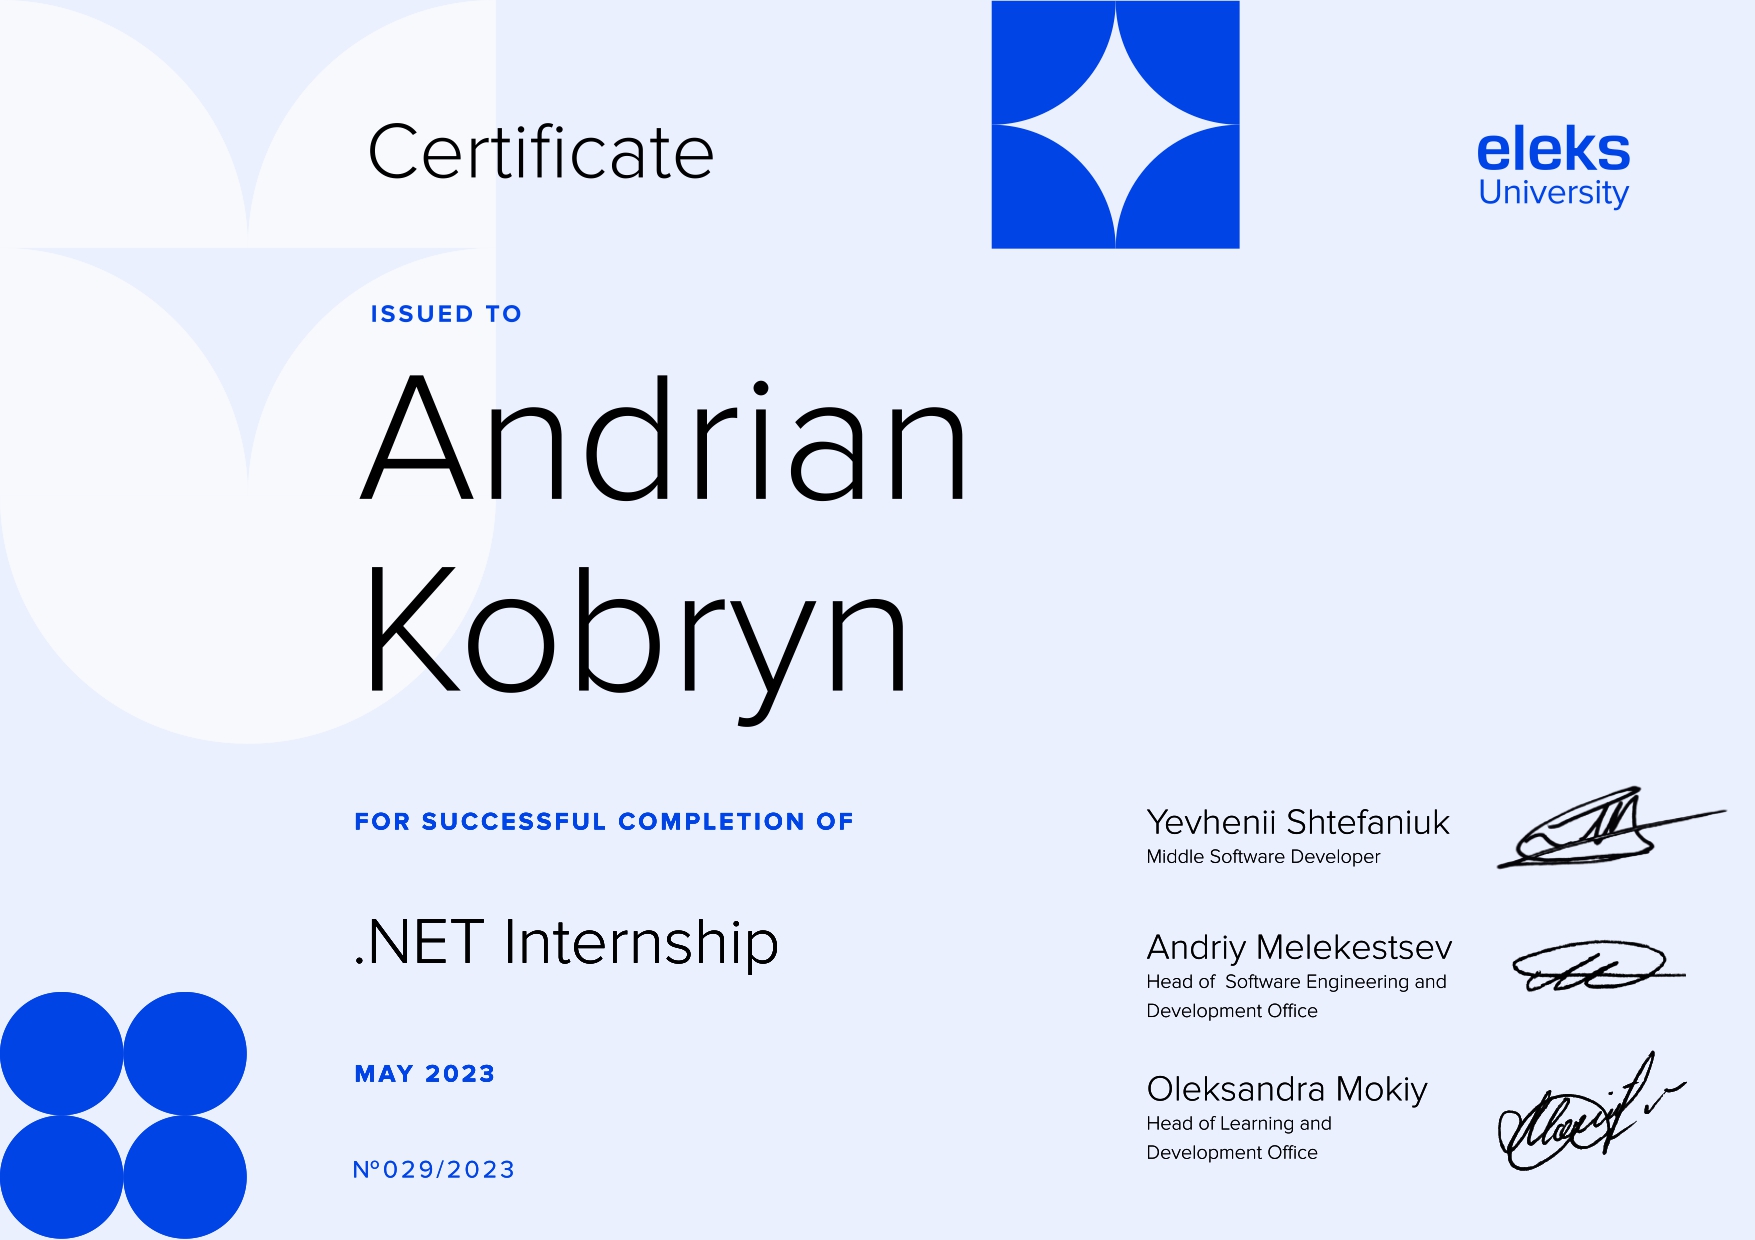 Certificate
eleks
University
ISSUED TO
Andrian
Kobryn
FOR SUCCESSFUL COMPLETION OF
.NET Internship
MAY 2023
Nº029/2023
Yevhenii Shtefaniuk
Middle Software Developer
Andriy Melekestsev
Head of  Software Engineering and
Development Office
Oleksandra Mokiy
Head of Learning and
Development Office